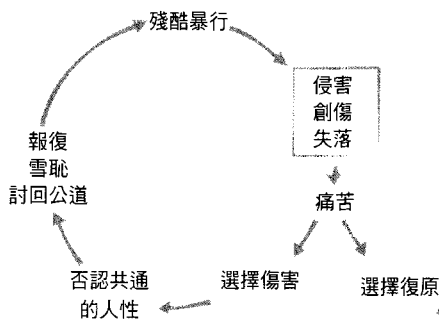 殘酷暴行
侵害
創傷
失落
痛苦
選擇傷害
選擇復原
否認共通
的人性
報復
雪恥
討回公道